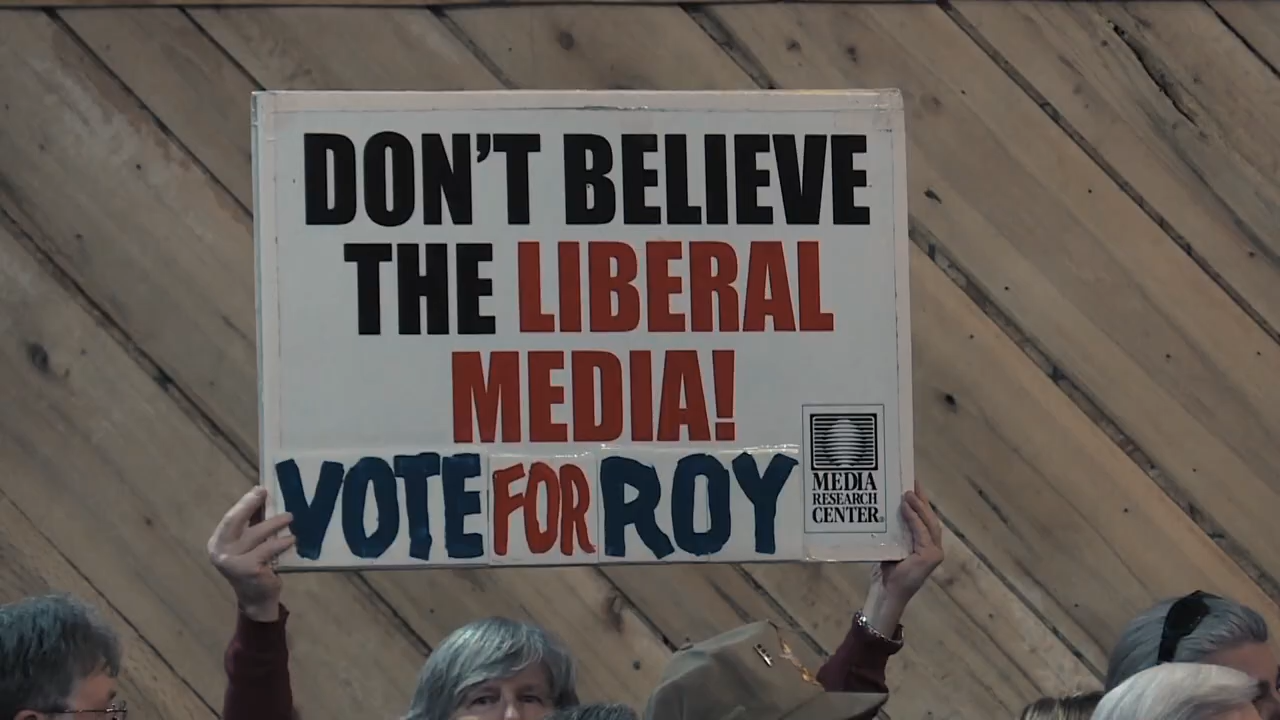 DON'T BELIEVE
THE LIBERAL
MEDIA!
VOTE FOR ROY
MEDIA
RESEARCH
CENTER